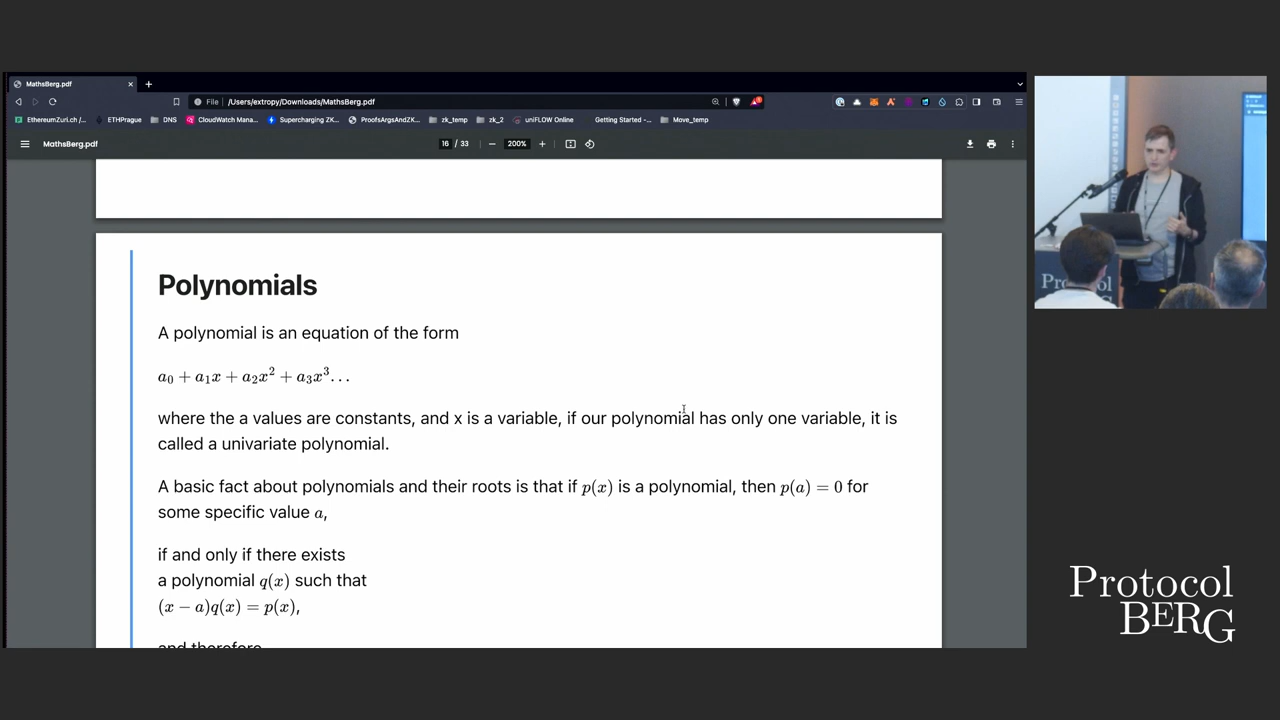 MathsBerg.pdf
File | /Users/extropy/Downloads/MathsBerg.pdf
EthereumZuri.ch /... ETHPrague DNS CloudWatch Mana... Supercharging ZK... ProofsArgsAndZK... zk_temp zk_2 uniFLOW Online Getting Started -... Move_temp
MathsBerg.pdf 16 / 33 200%
Polynomials
A polynomial is an equation of the form
a₀ + a₁x + a₂x² + a₃x³...
where the a values are constants, and x is a variable, if our polynomial has only one variable, it is
called a univariate polynomial.
A basic fact about polynomials and their roots is that if p(x) is a polynomial, then p(a) = 0 for
some specific value a,
if and only if there exists
a polynomial q(x) such that
(x − a)q(x) = p(x),
and therefore
Protocol
BERG